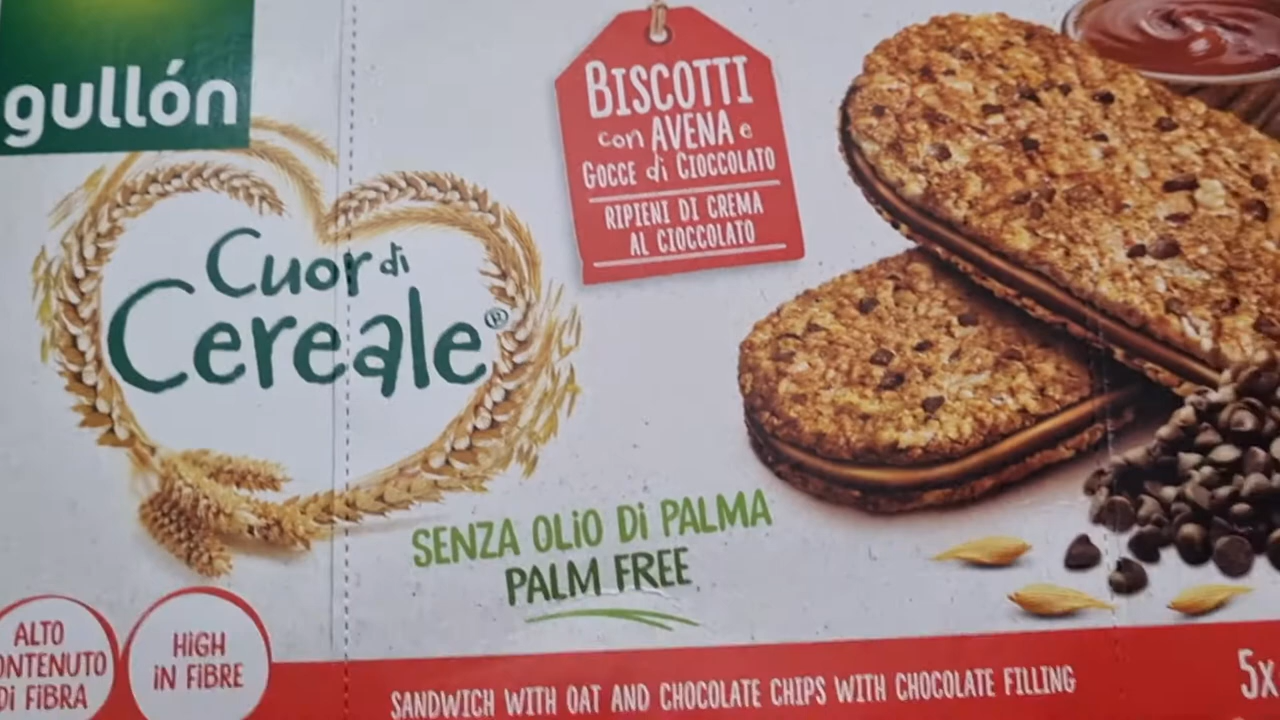 gullón
Cuor di
Cereale®
BISCOTTI
con AVENA e
GOCCE di CIOCCOLATO
RIPIENI DI CREMA
AL CIOCCOLATO
SENZA OLIO DI PALMA
PALM FREE
ALTO
ONTENUTO
DI FIBRA
HIGH
IN FIBRE
SANDWICH WITH OAT AND CHOCOLATE CHIPS WITH CHOCOLATE FILLING
5x